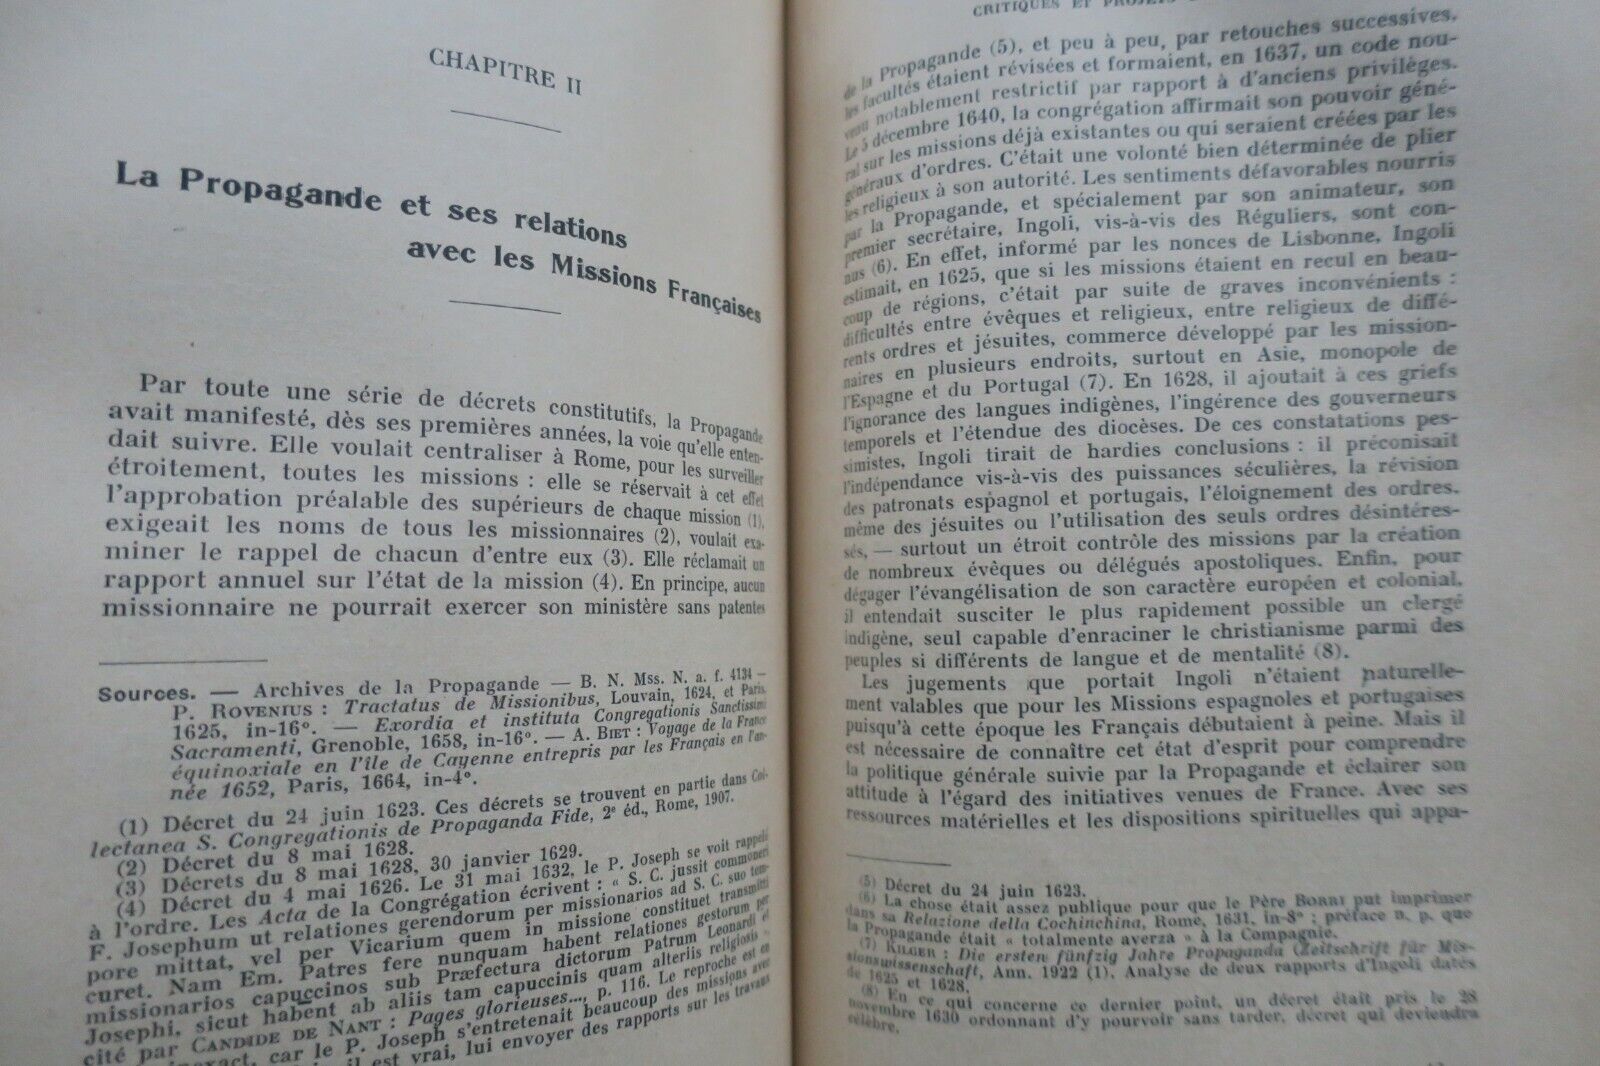 CHAPITRE II
La Propagande et ses relations
avec les Missions Françaises
Par toute une série de décrets constitutifs, la Propagande
avait manifesté, dès ses premières années, la voie qu'elle enten-
dait suivre. Elle voulait centraliser à Rome, pour les surveiller
étroitement, toutes les missions : elle se réservait à cet effet
l'approbation préalable des supérieurs de chaque mission (1),
exigeait les noms de tous les missionnaires (2), voulait exa-
miner le rappel de chacun d'entre eux (3). Elle réclamait un
rapport annuel sur l'état de la mission (4). En principe, aucun
missionnaire ne pourrait exercer son ministère sans patentes
Sources. — Archives de la Propagande — B. N. Mss. N. a. f. 4134 —
P. ROVENIUS : Tractatus de Missionibus, Louvain, 1624, et Paris,
1625, in-16°. — Exordia et instituta Congregationis Sanctissimi
Sacramenti, Grenoble, 1658, in-16°. — A. BIET : Voyage de la France
équinoxiale en l'île de Cayenne entrepris par les Français en l'an-
née 1652, Paris, 1664, in-4°.
(1) Décret du 24 juin 1623. Ces décrets se trouvent en partie dans Col-
lectanea S. Congregationis de Propaganda Fide, 2e éd., Rome, 1907.
(2) Décret du 8 mai 1628.
(3) Décrets du 8 mai 1628, 30 janvier 1629.
(4) Décret du 4 mai 1626. Le 31 mai 1632, le P. Joseph se voit rappelé
à l'ordre. Les Acta de la Congrégation écrivent : « S. C. jussit commoneri
F. Josephum ut relationes gerendorum per missionarios ad S. C. suo tem-
pore mittat, vel per Vicarium quem in missione constituet transmitti
curet. Nam Em. Patres fere nunquam habent relationes gestorum per
missionarios capuccinos sub Præfectura dictorum Patrum Leonardi et
Josephi, sicut habent ab aliis tam capuccinis quam alteriis religiosis »
cité par CANDIDE DE NANT : Pages glorieuses..., p. 116. Le reproche est en
inexact, car le P. Joseph s'entretenait beaucoup des missions avec
il est vrai, lui envoyer des rapports sur les travaux
CRITIQUES ET PROJETS
de la Propagande (5), et peu à peu, par retouches successives,
les facultés étaient révisées et formaient, en 1637, un code nou-
veau notablement restrictif par rapport à d'anciens privilèges.
Le 5 décembre 1640, la congrégation affirmait son pouvoir géné-
ral sur les missions déjà existantes ou qui seraient créées par les
généraux d'ordres. C'était une volonté bien déterminée de plier
les religieux à son autorité. Les sentiments défavorables nourris
par la Propagande, et spécialement par son animateur, son
premier secrétaire, Ingoli, vis-à-vis des Réguliers, sont con-
nus (6). En effet, informé par les nonces de Lisbonne, Ingoli
estimait, en 1625, que si les missions étaient en recul en beau-
coup de régions, c'était par suite de graves inconvénients :
difficultés entre évêques et religieux, entre religieux de diffé-
rents ordres et jésuites, commerce développé par les mission-
naires en plusieurs endroits, surtout en Asie, monopole de
l'Espagne et du Portugal (7). En 1628, il ajoutait à ces griefs
l'ignorance des langues indigènes, l'ingérence des gouverneurs
temporels et l'étendue des diocèses. De ces constatations pes-
simistes, Ingoli tirait de hardies conclusions : il préconisait
l'indépendance vis-à-vis des puissances séculières, la révision
des patronats espagnol et portugais, l'éloignement des ordres,
même des jésuites ou l'utilisation des seuls ordres désintéres-
sés, — surtout un étroit contrôle des missions par la création
de nombreux évêques ou délégués apostoliques. Enfin, pour
dégager l'évangélisation de son caractère européen et colonial,
il entendait susciter le plus rapidement possible un clergé
indigène, seul capable d'enraciner le christianisme parmi des
peuples si différents de langue et de mentalité (8).
Les jugements que portait Ingoli n'étaient naturelle-
ment valables que pour les Missions espagnoles et portugaises
puisqu'à cette époque les Français débutaient à peine. Mais il
est nécessaire de connaître cet état d'esprit pour comprendre
la politique générale suivie par la Propagande et éclairer son
attitude à l'égard des initiatives venues de France. Avec ses
ressources matérielles et les dispositions spirituelles qui appa-
(5) Décret du 24 juin 1623.
(6) La chose était assez publique pour que le Père BORRI put imprimer
dans sa Relazione della Cochinchina, Rome, 1631, in-8° ; préface n. p. que
la Propagande était « totalmente averza » à la Compagnie.
(7) KILGER : Die ersten fünfzig Jahre Propaganda (Zeitschrift für Mis-
sionswissenschaft, Ann. 1922 (1). Analyse de deux rapports d'Ingoli datés
de 1625 et 1628.
(8) En ce qui concerne ce dernier point, un décret était pris le 28
novembre 1630 ordonnant d'y pourvoir sans tarder, décret qui deviendra
célèbre.